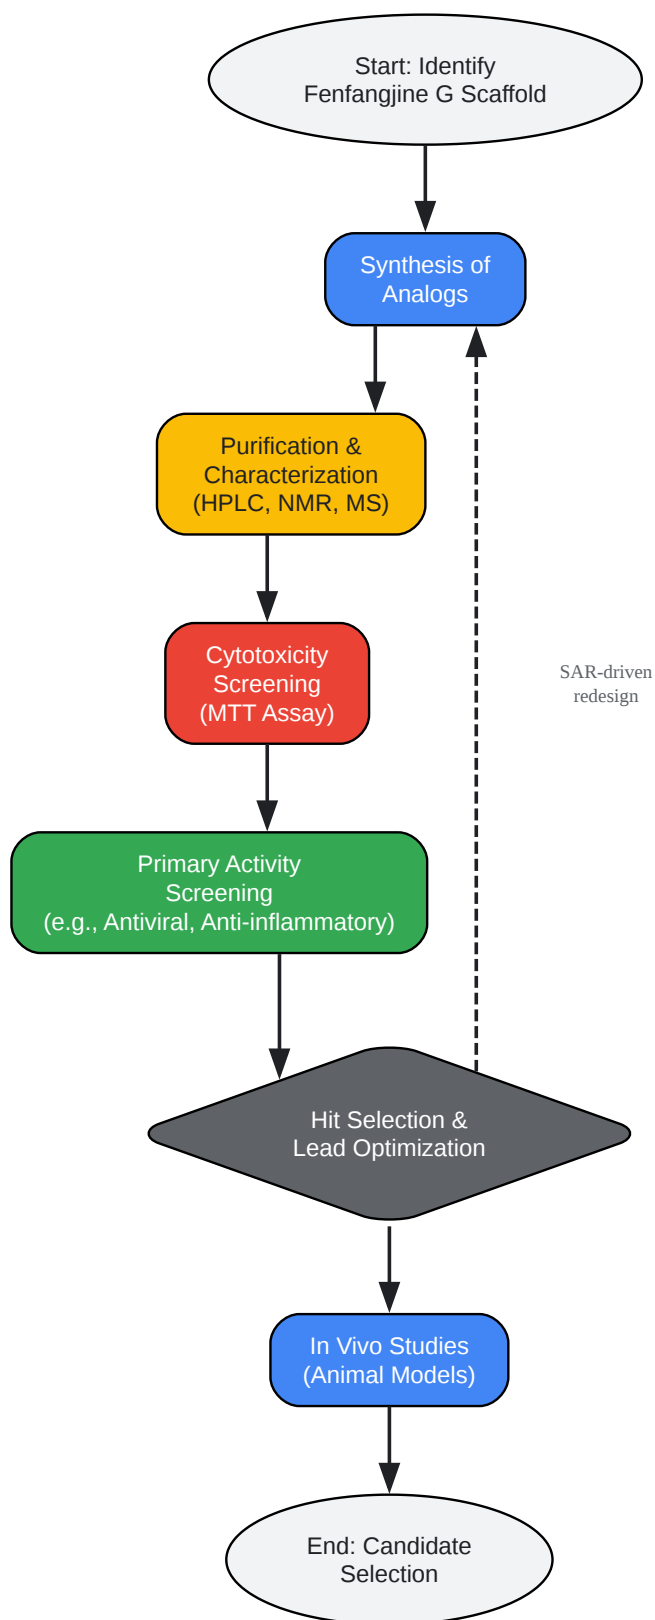 Start: Identify
Fenfangjine G Scaffold
Synthesis of
Analogs
Purification &
Characterization
(HPLC, NMR, MS)
Cytotoxicity
Screening
(MTT Assay)
SAR-driven
redesign
Primary Activity
Screening
(e.g., Antiviral, Anti-inflammatory)
Hit Selection &
Lead Optimization
In Vivo Studies
(Animal Models)
End: Candidate
Selection